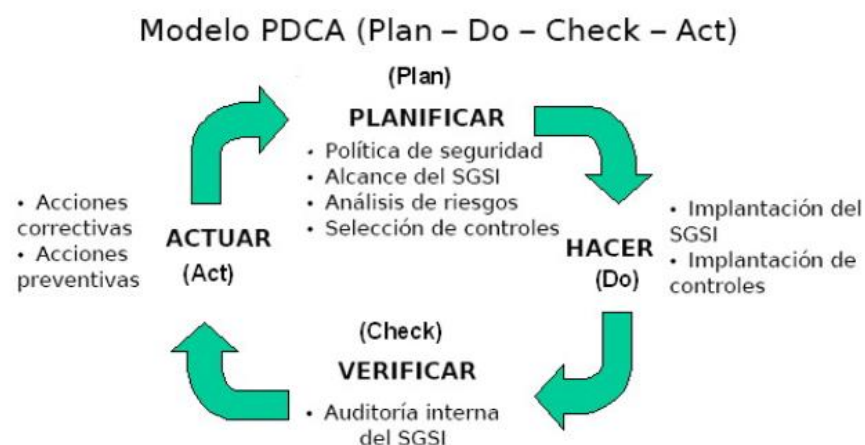 Modelo PDCA (Plan – Do – Check – Act)
(Plan)
PLANIFICAR
• Política de seguridad
• Alcance del SGSI
• Análisis de riesgos
• Selección de controles
HACER
(Do)
• Implantación del
SGSI
• Implantación de
controles
(Check)
VERIFICAR
• Auditoría interna
del SGSI
ACTUAR
(Act)
• Acciones
correctivas
• Acciones
preventivas